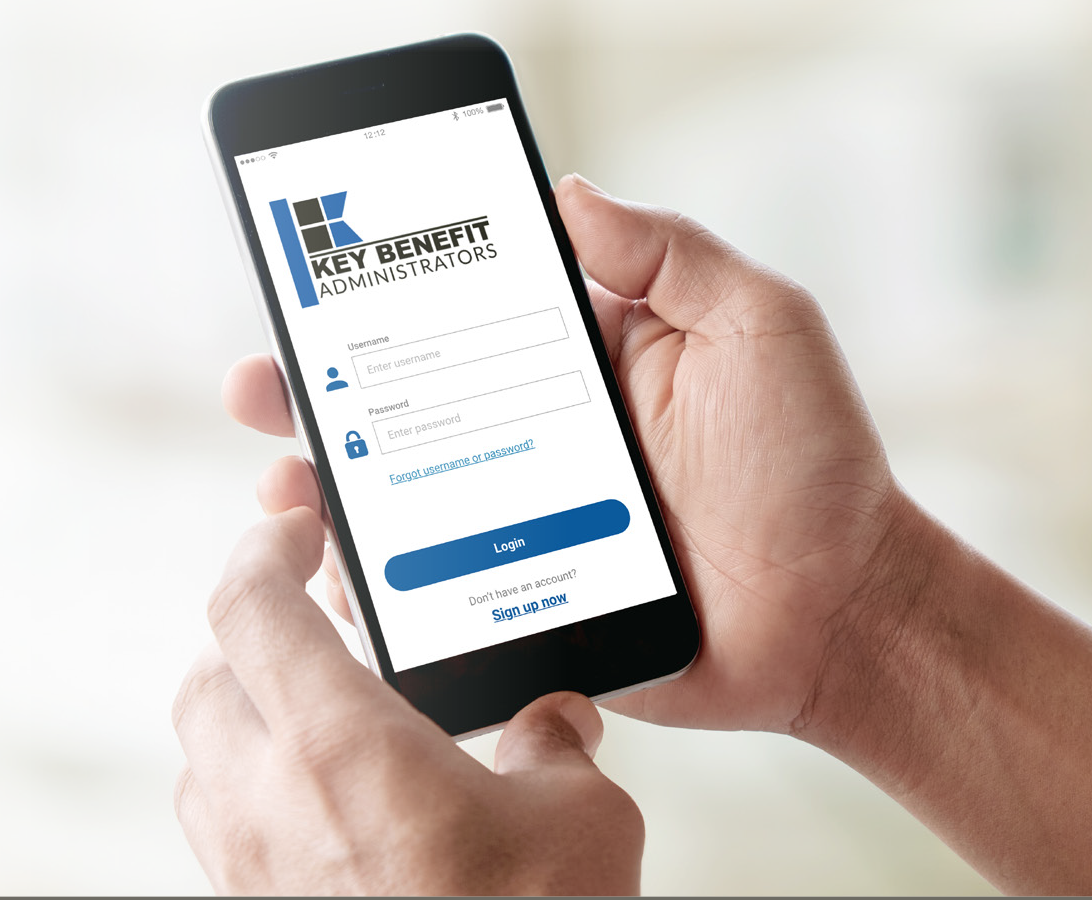 12:12
100%
KEY BENEFIT
ADMINISTRATORS
Username
Enter username
Password
Enter password
Forgot username or password?
Login
Don't have an account?
Sign up now